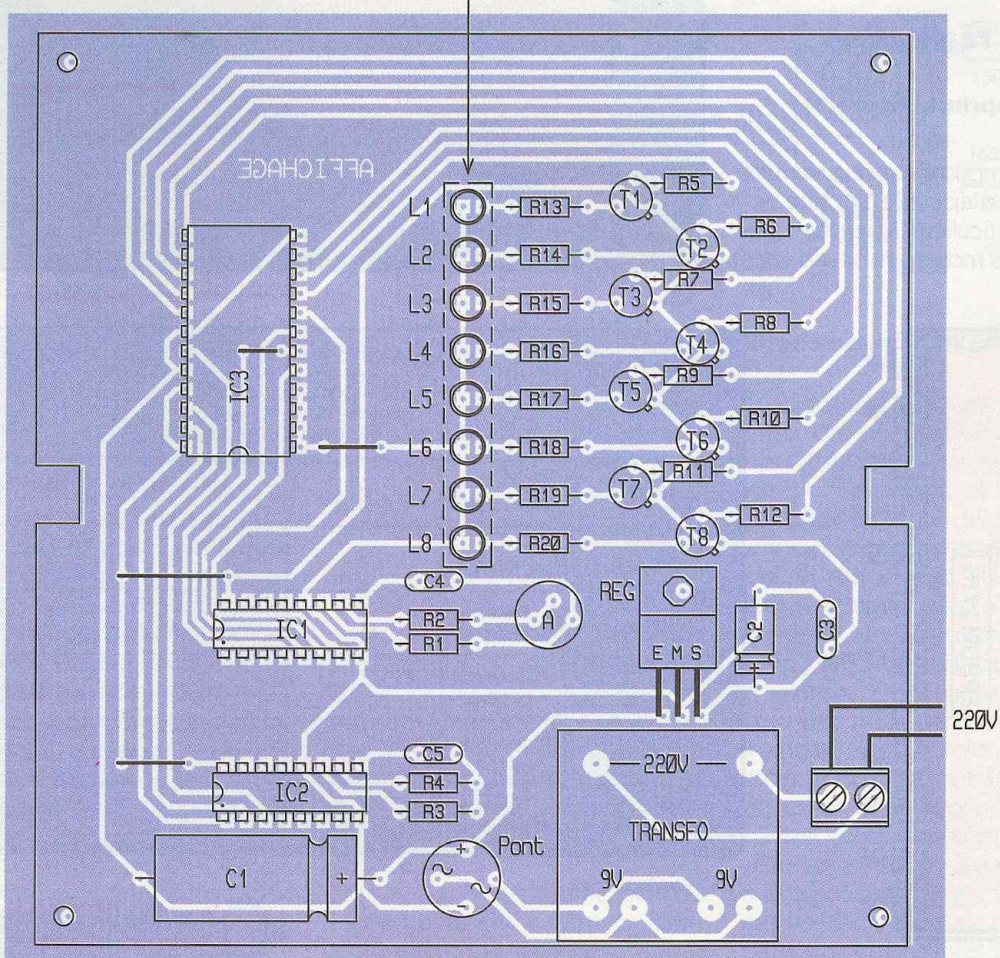 AFFICHAGE
L1
R13
T1
R5
L2
R14
T2
R6
L3
R15
T3
R7
L4
R16
T4
R8
L5
R17
T5
R9
L6
R18
T6
R10
L7
R19
T7
R11
L8
R20
T8
R12
IC3
C4
REG
IC1
R2
R1
A
E M S
C2
+
C3
220V
C5
IC2
R4
R3
220V
TRANSFO
Pont
+
-
C1
+
9V
9V